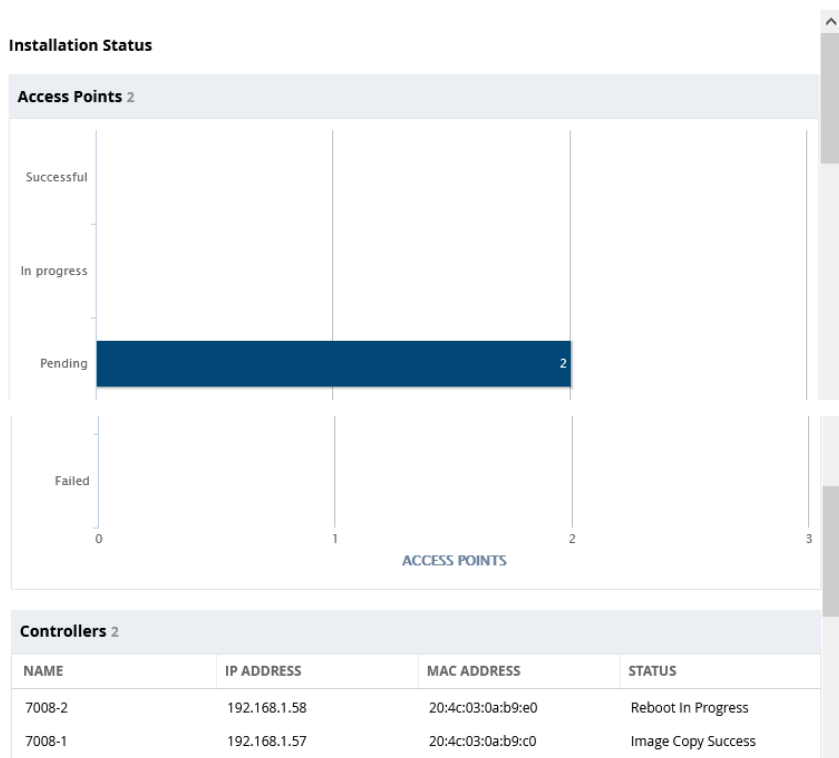 Installation Status
Access Points 2
Successful
In progress
Pending 2
Failed
0 1 2 3
ACCESS POINTS
Controllers 2
NAME IP ADDRESS MAC ADDRESS STATUS
7008-2 192.168.1.58 20:4c:03:0a:b9:e0 Reboot In Progress
7008-1 192.168.1.57 20:4c:03:0a:b9:c0 Image Copy Success